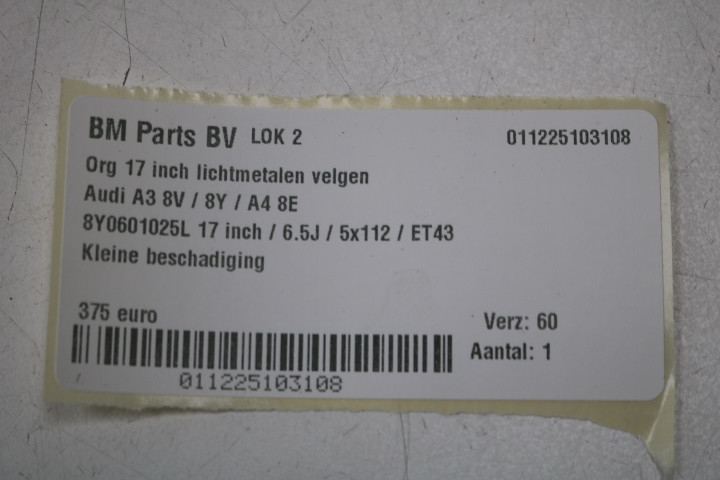 BM Parts BV LOK 2 011225103108
Org 17 inch lichtmetalen velgen
Audi A3 8V / 8Y / A4 8E
8Y0601025L 17 inch / 6.5J / 5x112 / ET43
Kleine beschadiging
375 euro Verz: 60
Aantal: 1
011225103108